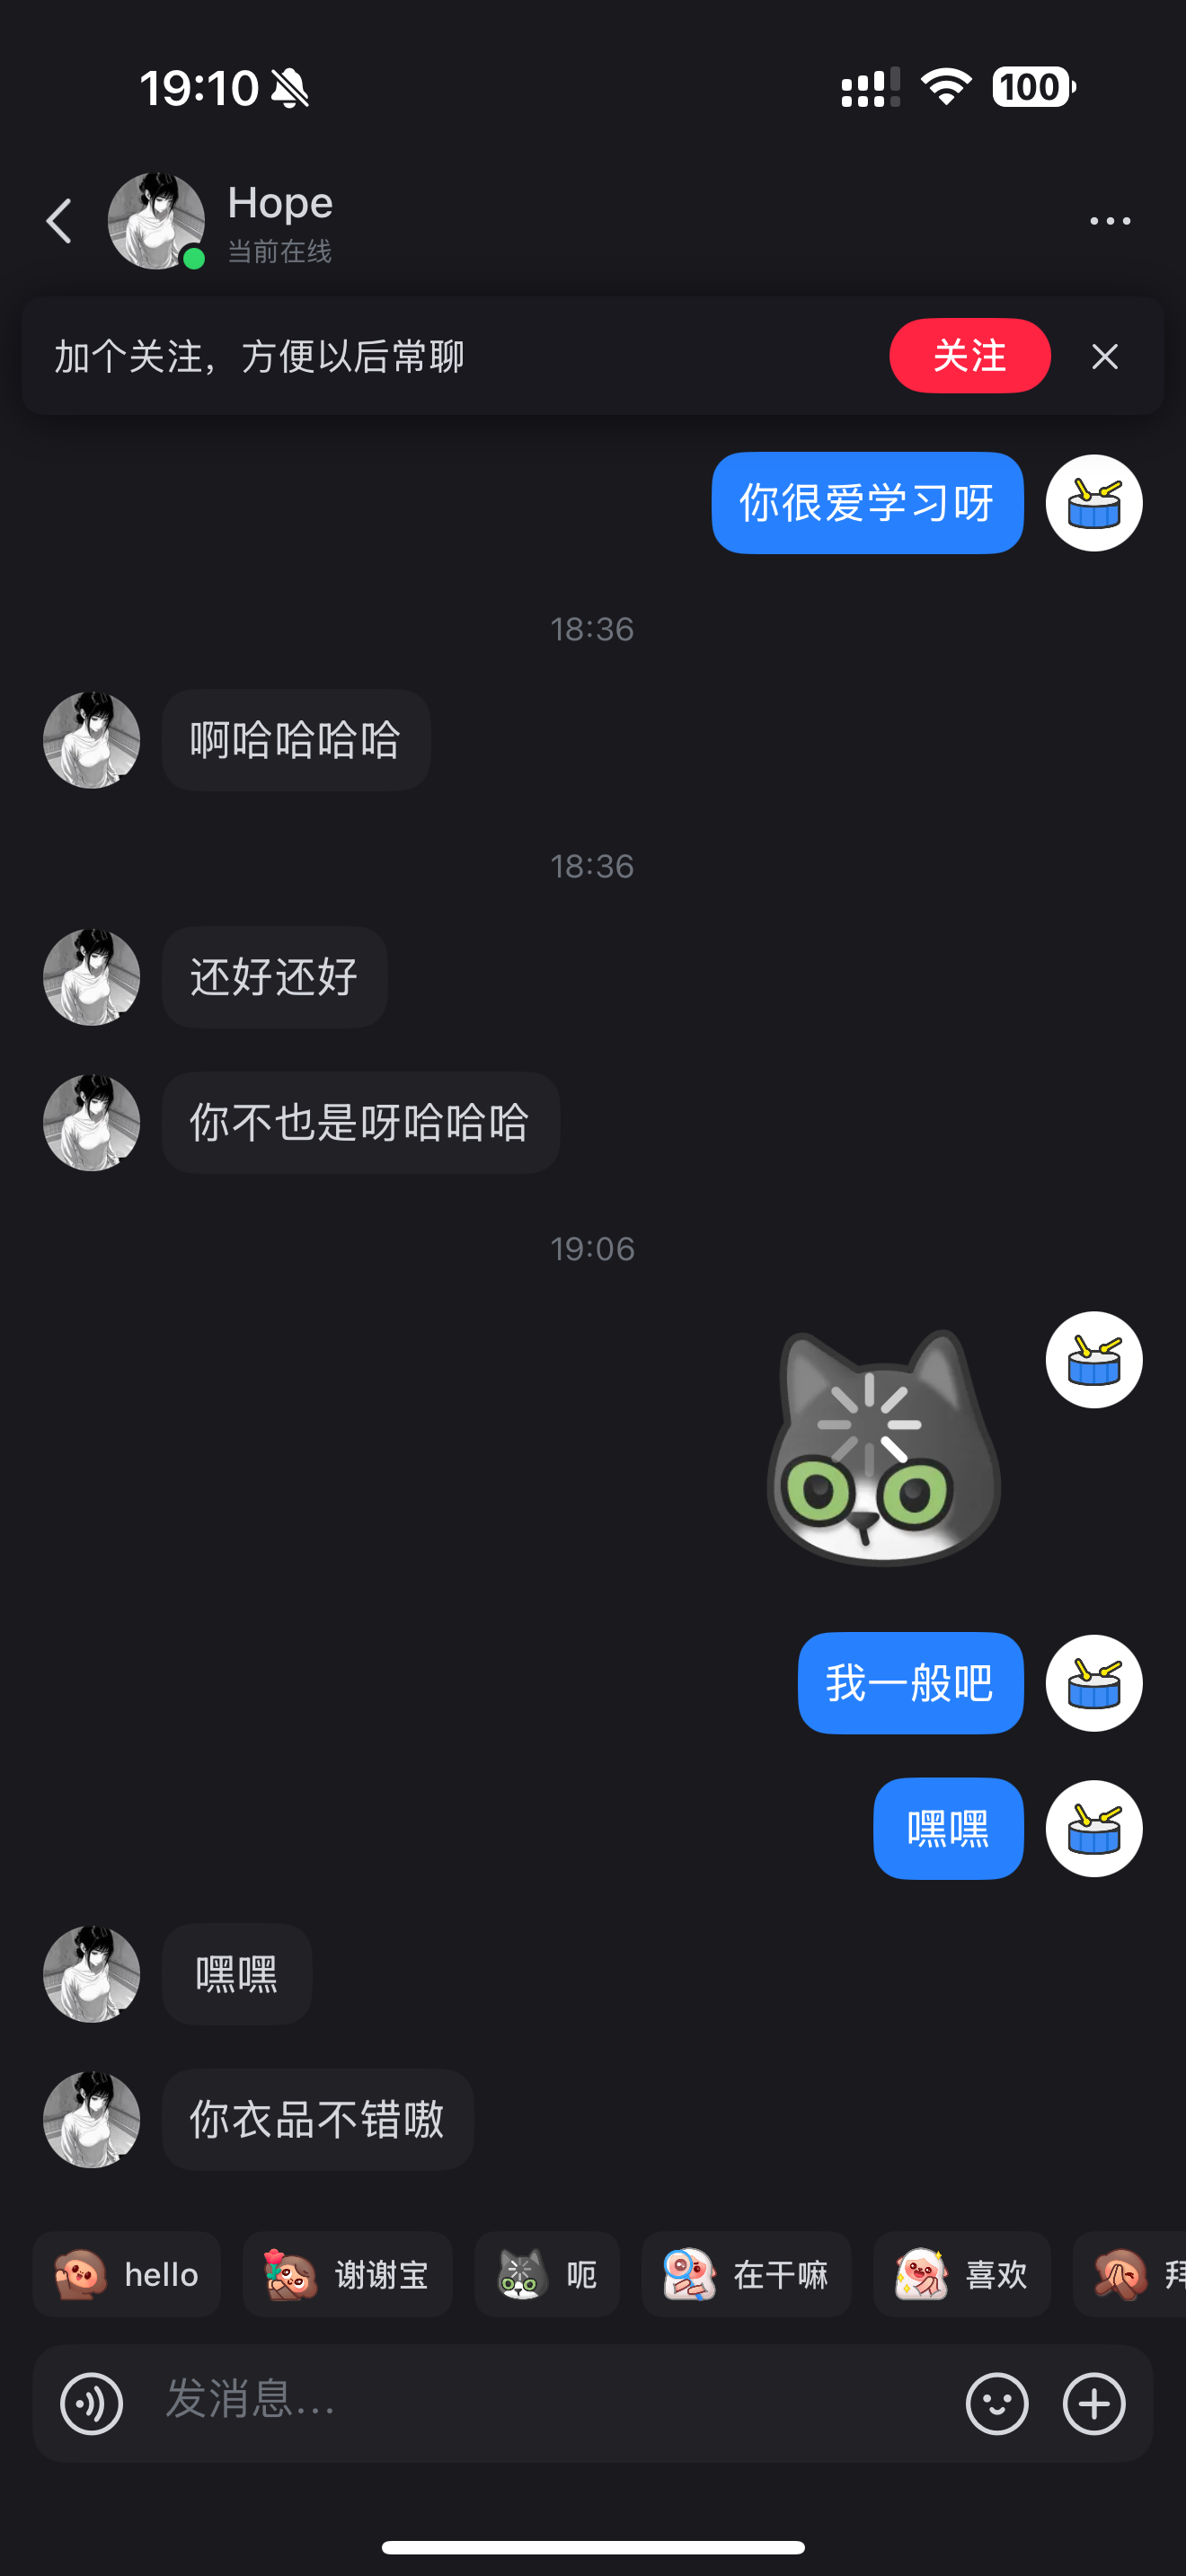 19:10
100
Hope
当前在线
加个关注，方便以后常聊
关注
你很爱学习呀
18:36
啊哈哈哈哈
18:36
还好还好
你不也是呀哈哈哈
19:06
我一般吧
嘿嘿
嘿嘿
你衣品不错嗷
hello
谢谢宝
呃
在干嘛
喜欢
拜
发消息...